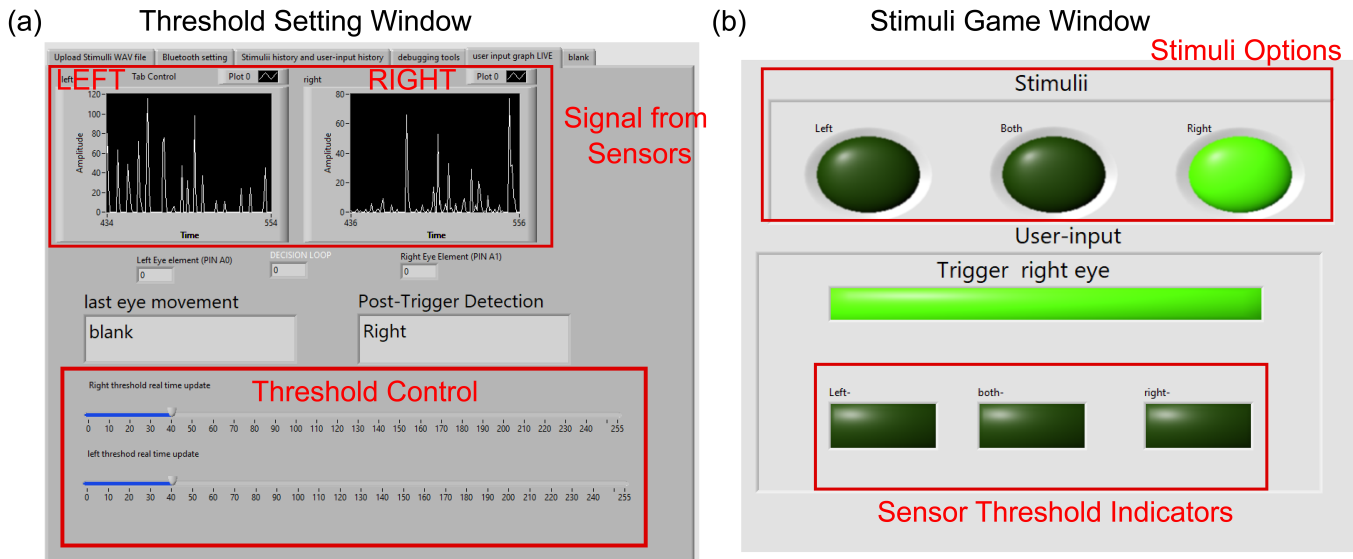 (a) Threshold Setting Window
Upload Stimulli WAV file Bluetooth setting Stimulii history and user-input history debugging tools user input graph LIVE blank
left LEFT Tab Control Plot 0
right RIGHT Plot 0
Amplitude
120
100
80
60
40
20
0
434 554
Time
Amplitude
80
60
40
20
0
436 556
Time
Signal from
Sensors
Left Eye element (PIN A0) DECISION LOOP Right Eye Element (PIN A1)
0 0 0
last eye movement Post-Trigger Detection
blank Right
Threshold Control
Right threshold real time update
0 10 20 30 40 50 60 70 80 90 100 110 120 130 140 150 160 170 180 190 200 210 220 230 240 255
left threshod real time update
0 10 20 30 40 50 60 70 80 90 100 110 120 130 140 150 160 170 180 190 200 210 220 230 240 255
(b) Stimuli Game Window
Stimuli Options
Stimulii
Left Both Right
User-input
Trigger right eye
Left- both- right-
Sensor Threshold Indicators